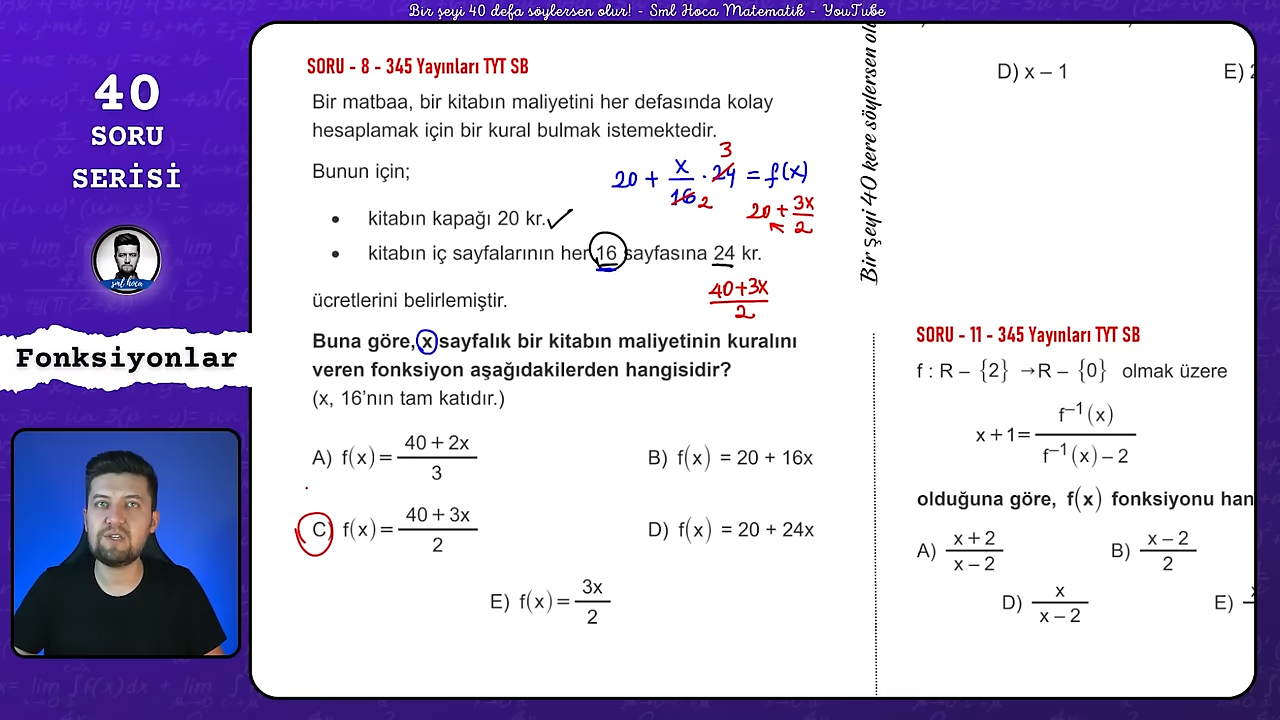 Bir şeyi 40 defa söylersen olur! - Sml Hoca Matematik - YouTube
40
SORU
SERİSİ
sml hoca
Fonksiyonlar
SORU - 8 - 345 Yayınları TYT SB
Bir matbaa, bir kitabın maliyetini her defasında kolay
hesaplamak için bir kural bulmak istemektedir.
Bunun için;
• kitabın kapağı 20 kr.
• kitabın iç sayfalarının her 16 sayfasına 24 kr.
ücretlerini belirlemiştir.
20 + x/16 · 24 = f(x)
3
2
20 + 3x/2
40+3x/2
Buna göre, x sayfalık bir kitabın maliyetinin kuralını
veren fonksiyon aşağıdakilerden hangisidir?
(x, 16'nın tam katıdır.)
A) f(x) = 40 + 2x/3
B) f(x) = 20 + 16x
C) f(x) = 40 + 3x/2
D) f(x) = 20 + 24x
E) f(x) = 3x/2
Bir şeyi 40 kere söylersen
D) x – 1
E)
SORU - 11 - 345 Yayınları TYT SB
f : R – {2} → R – {0} olmak üzere
x + 1 = f⁻¹(x)/f⁻¹(x) – 2
olduğuna göre, f(x) fonksiyonu
A) x + 2/x – 2
B) x – 2/2
D) x/x – 2
E)